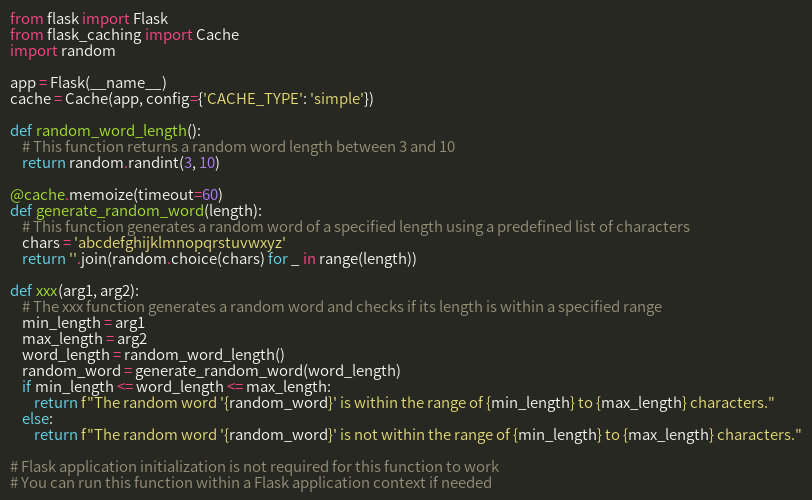 from flask import Flask
from flask_caching import Cache
import random

app = Flask(__name__)
cache = Cache(app, config={'CACHE_TYPE': 'simple'})

def random_word_length():
    # This function returns a random word length between 3 and 10
    return random.randint(3, 10)

@cache.memoize(timeout=60)
def generate_random_word(length):
    # This function generates a random word of a specified length using a predefined list of characters
    chars = 'abcdefghijklmnopqrstuvwxyz'
    return ''.join(random.choice(chars) for _ in range(length))

def xxx(arg1, arg2):
    # The xxx function generates a random word and checks if its length is within a specified range
    min_length = arg1
    max_length = arg2
    word_length = random_word_length()
    random_word = generate_random_word(word_length)
    if min_length <= word_length <= max_length:
        return f"The random word '{random_word}' is within the range of {min_length} to {max_length} characters."
    else:
        return f"The random word '{random_word}' is not within the range of {min_length} to {max_length} characters."

# Flask application initialization is not required for this function to work
# You can run this function within a Flask application context if needed